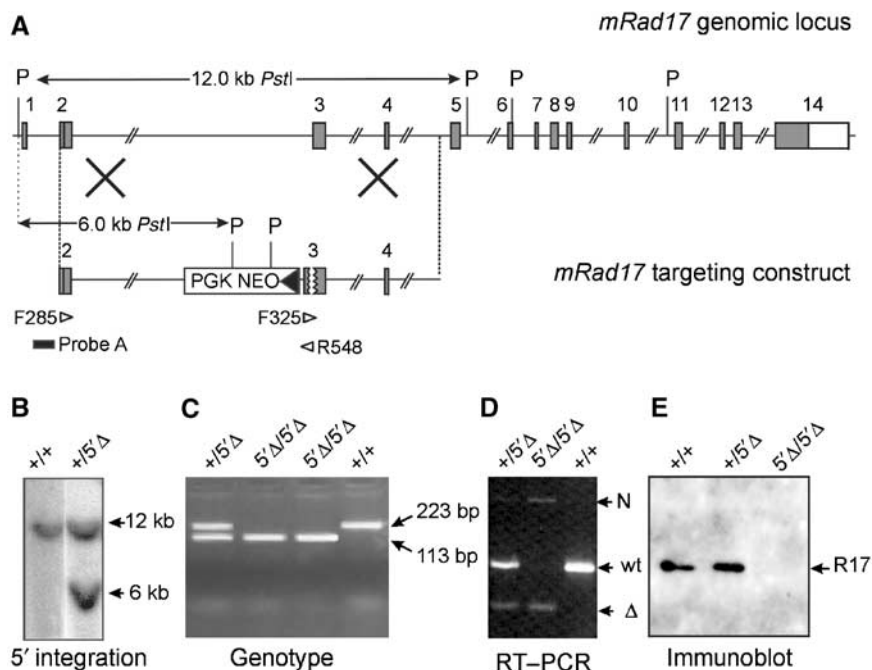 A
mRad17 genomic locus
P 12.0 kb PstI P P P
1 2 3 4 5 6 7 8 9 10 11 12 13 14
6.0 kb PstI P P
2 3 4
PGK NEO
mRad17 targeting construct
F285 F325
Probe A R548
B
+/+ +/5'Δ
12 kb
6 kb
5' integration
C
+/5'Δ 5'Δ/5'Δ 5'Δ/5'Δ +/+
223 bp
113 bp
Genotype
D
+/5'Δ 5'Δ/5'Δ +/+
N
wt
Δ
RT–PCR
E
+/+ +/5'Δ 5'Δ/5'Δ
R17
Immunoblot